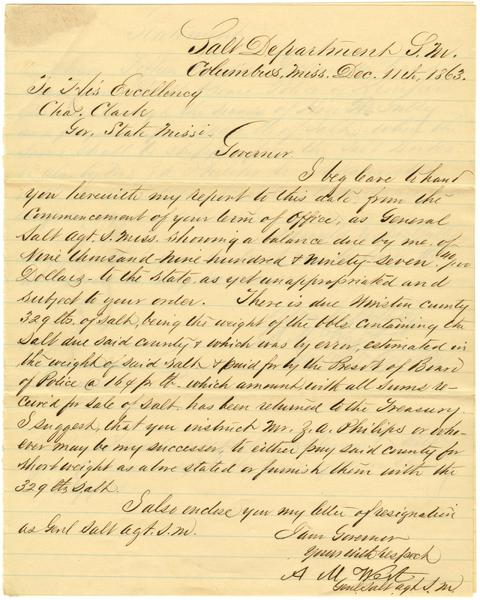 Salt Department S.M.
Columbus, Miss. Dec. 11th, 1863.
To His Excellency
Cha. Clark
Gov. State Missi.
Governor
I beg leave to hand
you herewith my report to this date from the
Commencement of your term of Office, as General
Salt Agt. S. Miss. showing a balance due by me of
Nine thousand nine hundred & ninety-seven /100
Dollars - to the state as yet unappropriated and
subject to your order. There is due Winston County
329 lbs. of salt, being the weight of the bbls containing the
salt due said county & which was by error, estimated in
the weight of said salt & paid for by the Prest of Board
of Police @ 16¢ pr lb - which amount with all sums re-
ceived for sale of salt, has been returned to the Treasury.
I suggest, that you instruct Mr. Z. A. Philips or who-
ever may be my successor, to either pay said county for
short weight as above stated or furnish them with the
329 lbs salt.
I also enclose you my letter of resignation
as Genl Salt Agt. S.M.
I am Governor
Yours with respect
A M West
Genl Salt Agt S.M.